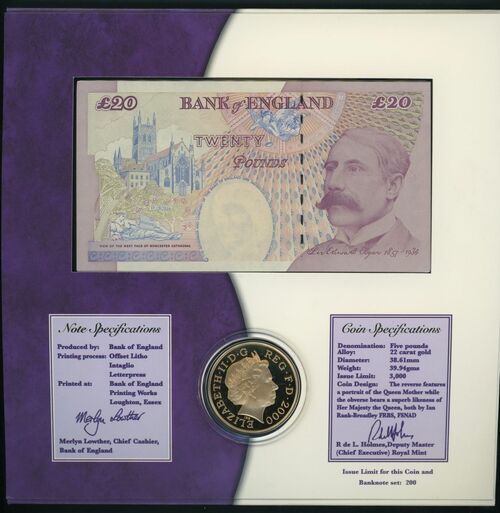 £20 BANK of ENGLAND £20
TWENTY
POUNDS
VIEW OF THE WEST FACE OF WORCESTER CATHEDRAL
Sir Edward Elgar 1857-1934
Note Specifications
Produced by: Bank of England
Printing process: Offset Litho
Intaglio
Letterpress
Printed at: Bank of England
Printing Works
Loughton, Essex
Merlyn Lowther
Merlyn Lowther, Chief Cashier,
Bank of England
ELIZABETH·II·D·G REG·F·D·2000
Coin Specifications
Denomination: Five pounds
Alloy: 22 carat gold
Diameter: 38.61mm
Weight: 39.94gms
Issue Limit: 3,000
Coin Design: The reverse features
a portrait of the Queen Mother while
the obverse bears a superb likeness of
Her Majesty the Queen, both by Ian
Rank-Broadley FRBS, FSNAD
R de L. Holmes, Deputy Master
(Chief Executive) Royal Mint
Issue Limit for this Coin and
Banknote set: 200